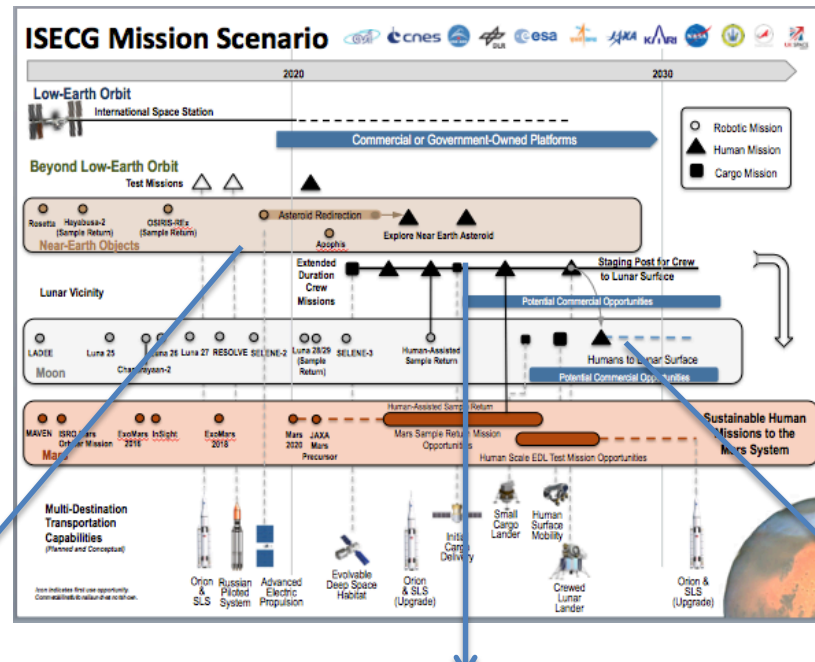 ISECG Mission Scenario
cnes
DLR
esa
JAXA
KARI
NASA
UK SPACE
2020
2030
Low-Earth Orbit
International Space Station
Commercial or Government-Owned Platforms
Robotic Mission
Human Mission
Cargo Mission
Beyond Low-Earth Orbit
Test Missions
Rosetta
Hayabusa-2
(Sample Return)
OSIRIS-REx
(Sample Return)
Asteroid Redirection
Apophis
Explore Near Earth Asteroid
Near-Earth Objects
Extended
Duration
Crew
Missions
Staging Post for Crew
to Lunar Surface
Lunar Vicinity
Potential Commercial Opportunities
LADEE
Luna 25
Luna 26
Luna 27
RESOLVE
SELENE-2
Luna 28/29
(Sample
Return)
SELENE-3
Human-Assisted
Sample Return
Humans to Lunar Surface
Moon
Potential Commercial Opportunities
Human-Assisted Sample Return
MAVEN
ISRO Mars
Orbiter Mission
ExoMars
2016
InSight
ExoMars
2018
Mars
2020
JAXA
Mars
Precursor
Mars Sample Return Mission
Opportunities
Human Scale EDL Test Mission Opportunities
Sustainable Human
Missions to the
Mars System
Mars
Multi-Destination
Transportation
Capabilities
(Planned and Conceptual)
Orion
&
SLS
Russian
Piloted
System
Advanced
Electric
Propulsion
Evolvable
Deep Space
Habitat
Orion
& SLS
(Upgrade)
Initial
Cargo
Delivery
Small
Cargo
Lander
Human
Surface
Mobility
Crewed
Lunar
Lander
Orion &
SLS
(Upgrade)
Icon indicates first use opportunity.